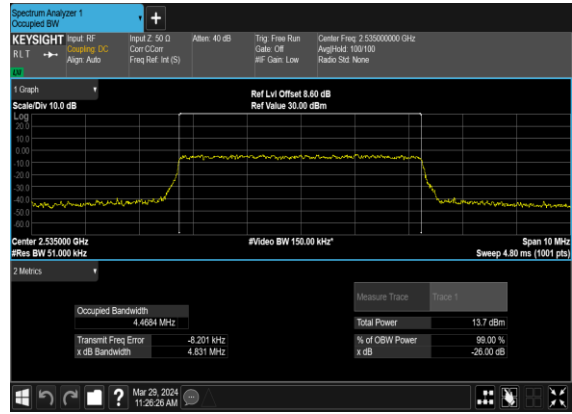 Spectrum Analyzer 1
Occupied BW
+
KEYSIGHT Input: RF Input Z: 50 Ω Atten: 40 dB Trig: Free Run Center Freq: 2.535000000 GHz
RLT Coupling: DC Corr CCorr Gate: Off Avg|Hold: 100/100
Align: Auto Freq Ref: Int (S) #IF Gain: Low Radio Std: None
LW
1 Graph
Ref Lvl Offset 8.60 dB
Scale/Div 10.0 dB Ref Value 30.00 dBm
Log
20.0
10.0
0.00
-10.0
-20.0
-30.0
-40.0
-50.0
-60.0
Center 2.535000 GHz #Video BW 150.00 kHz* Span 10 MHz
#Res BW 51.000 kHz Sweep 4.80 ms (1001 pts)
2 Metrics
Measure Trace Trace 1
Occupied Bandwidth
4.4684 MHz
Total Power 13.7 dBm
Transmit Freq Error -8.201 kHz % of OBW Power 99.00 %
x dB Bandwidth 4.831 MHz x dB -26.00 dB
? Mar 29, 2024
11:26:26 AM